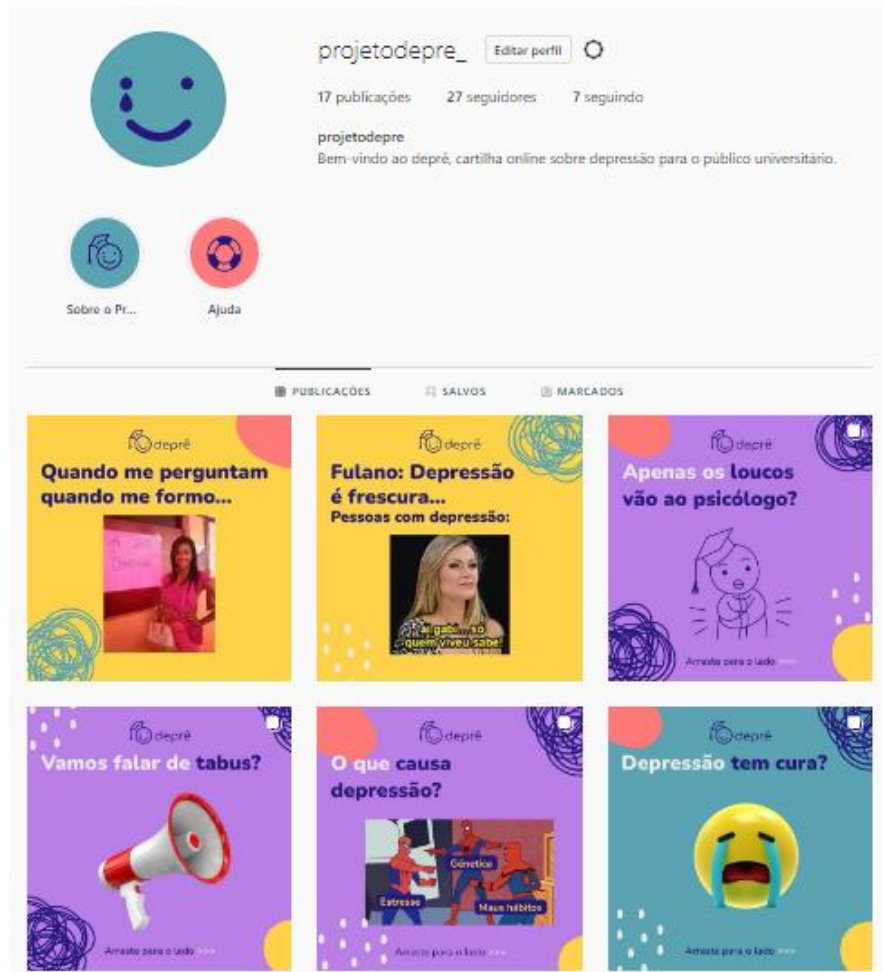 projetodepre_ Editar perfil
17 publicações 27 seguidores 7 seguindo
projetodepre
Bem-vindo ao deprê, cartilha online sobre depressão para o público universitário.
Sobre o Pr... Ajuda
PUBLICAÇÕES SALVOS MARCADOS
deprê
Quando me perguntam
quando me formo...
deprê
Fulano: Depressão
é frescura...
Pessoas com depressão:
ai gabi... só
quem viveu sabe!
deprê
Apenas os loucos
vão ao psicólogo?
Arraste para o lado >>>
deprê
Vamos falar de tabus?
Arraste para o lado >>>
deprê
O que causa
depressão?
Génetica
Estresse
Maus hábitos
Arraste para o lado >>>
deprê
Depressão tem cura?
Arraste para o lado >>>